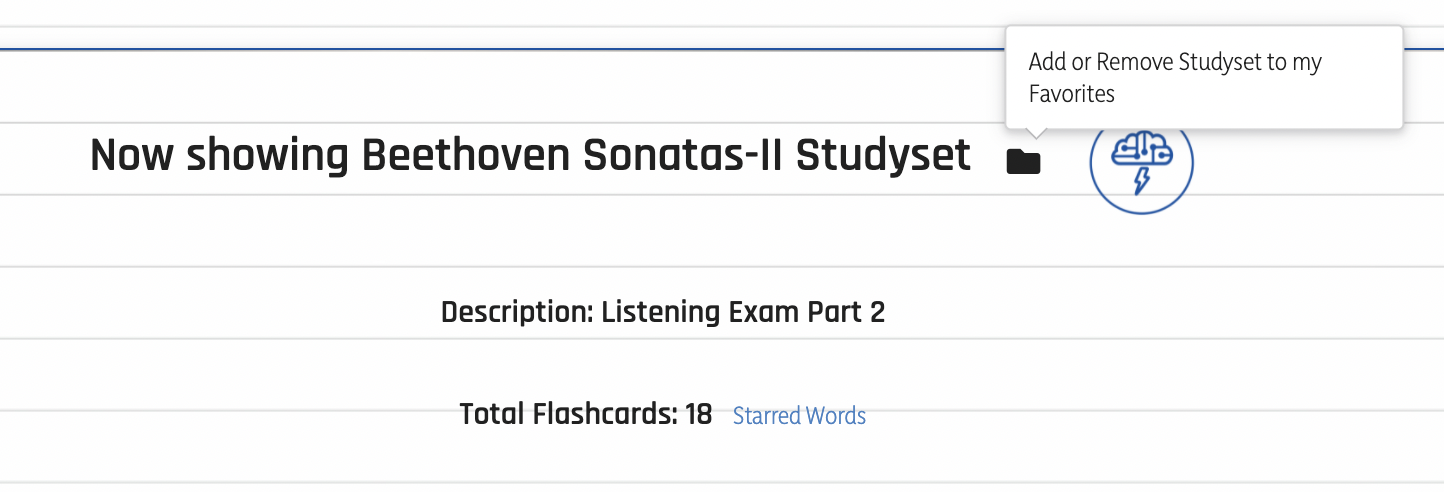 Add or Remove Studyset to my
Favorites
Now showing Beethoven Sonatas-II Studyset
Description: Listening Exam Part 2
Total Flashcards: 18 Starred Words